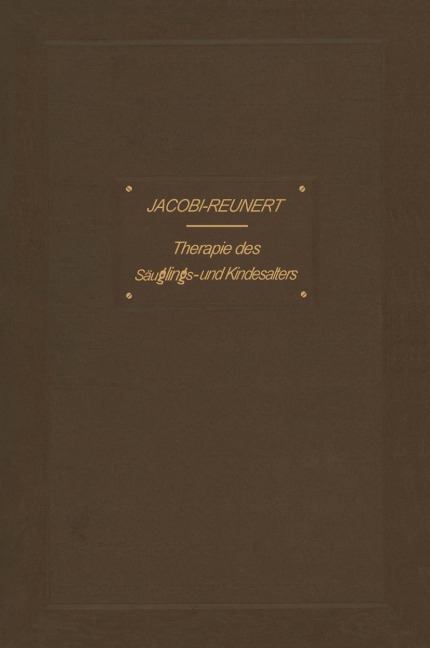 JACOBI-REUNERT
Therapie des
Säuglings-und Kindesalters